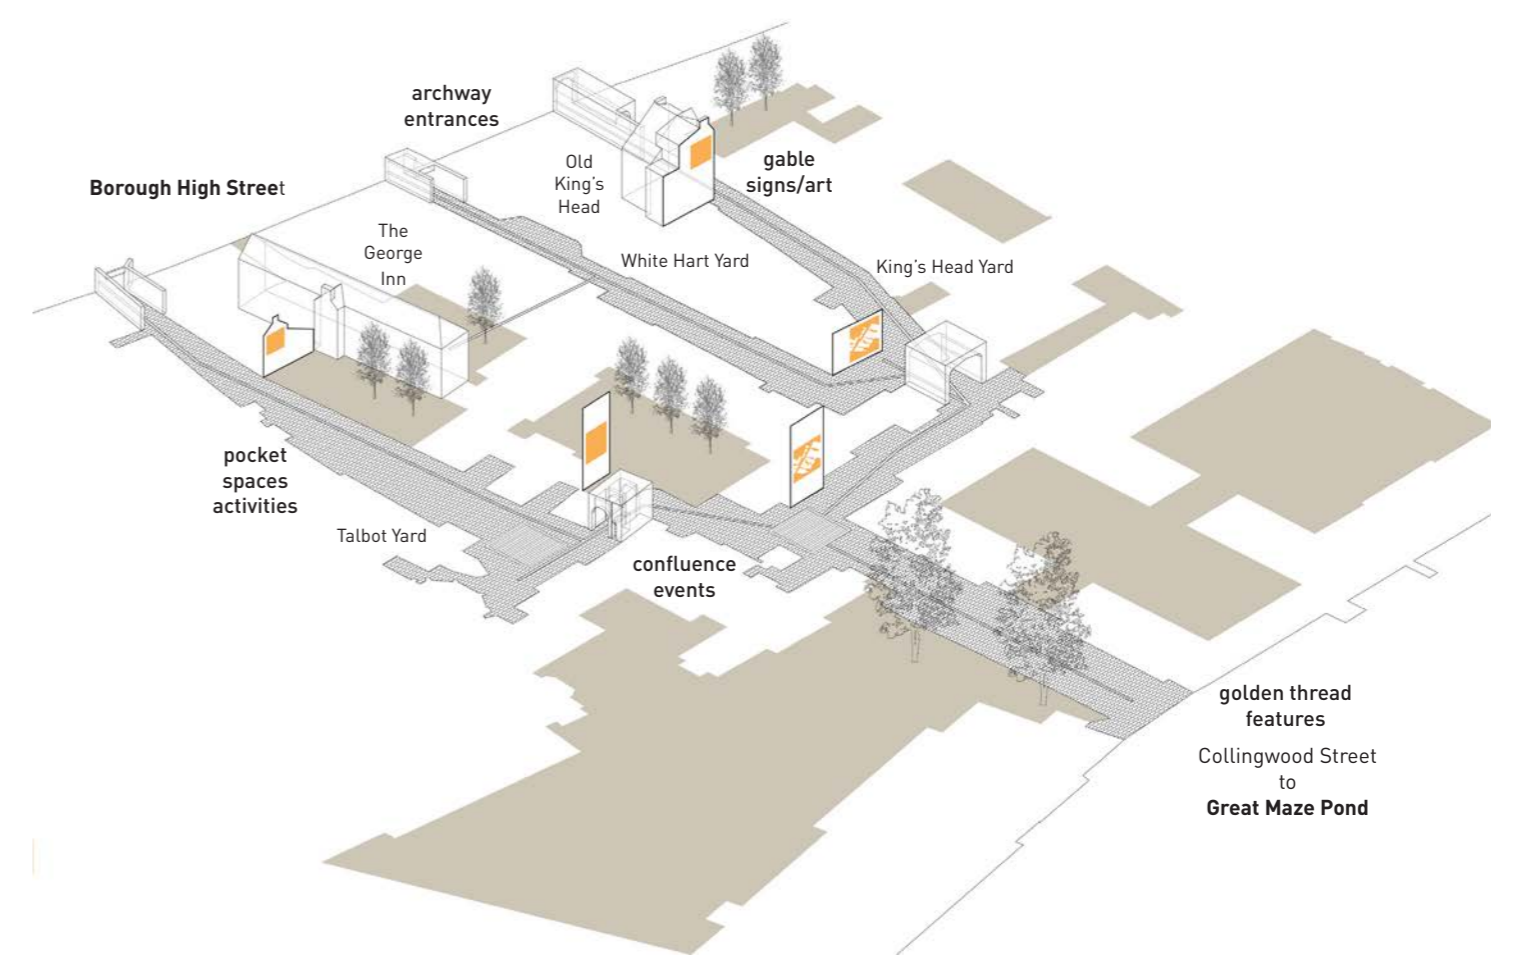 archway
entrances
Borough High Street
Old
King's
Head
gable
signs/art
The
George
Inn
White Hart Yard
King's Head Yard
pocket
spaces
activities
Talbot Yard
confluence
events
golden thread
features
Collingwood Street
to
Great Maze Pond